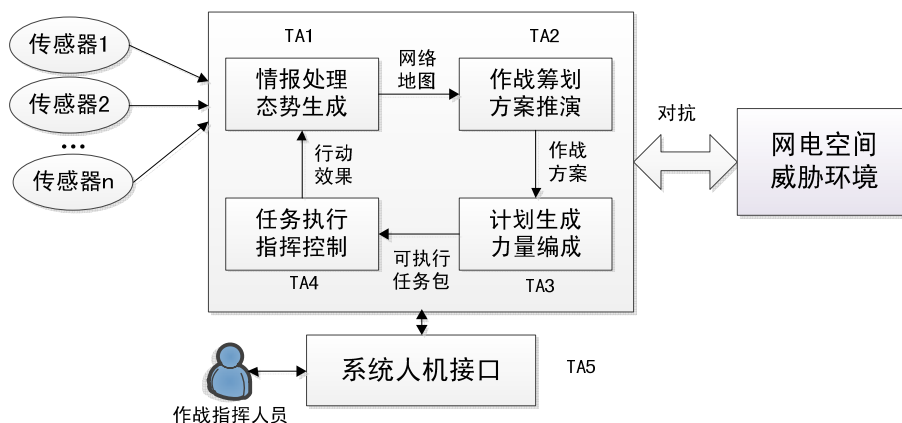 传感器1
传感器2
...
传感器n
TA1
情报处理
态势生成
网络
地图
TA2
作战筹划
方案推演
行动
效果
作战
方案
任务执行
指挥控制
TA4
可执行
任务包
计划生成
力量编成
TA3
对抗
网电空间
威胁环境
系统人机接口
TA5
作战指挥人员